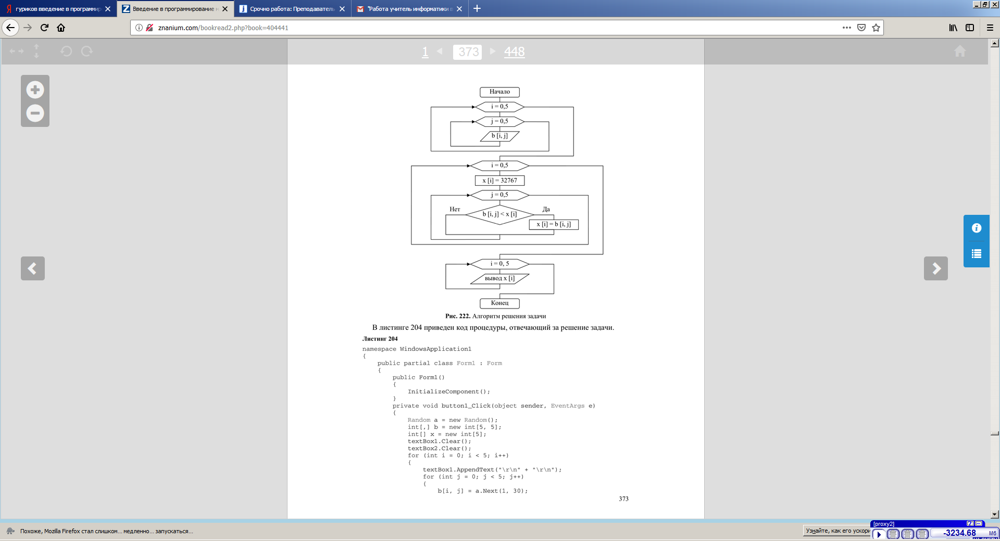 гуриков введение в программир
Введение в программирование н
Срочно работа: Преподаватель
"Работа учитель информатики в
znanium.com/bookread2.php?book=404441
1 373 448
Начало
i = 0,5
j = 0,5
b [i, j]
i = 0,5
x [i] = 32767
j = 0,5
Нет
Да
b [i, j] < x [i]
x [i] = b [i, j]
i = 0, 5
вывод x [i]
Конец
Рис. 222. Алгоритм решения задачи
В листинге 204 приведен код процедуры, отвечающий за решение задачи.
Листинг 204
namespace WindowsApplication1
{
public partial class Form1 : Form
{
public Form1()
{
InitializeComponent();
}
private void button1_Click(object sender, EventArgs e)
{
Random a = new Random();
int[,] b = new int[5, 5];
int[] x = new int[5];
textBox1.Clear();
textBox2.Clear();
for (int i = 0; i < 5; i++)
{
textBox1.AppendText("\r\n" + "\r\n");
for (int j = 0; j < 5; j++)
{
b[i, j] = a.Next(1, 30);
373
Похоже, Mozilla Firefox стал слишком... медленно... запускаться...
Узнайте, как его ускори
[proxy2]
-3234.68 Мб